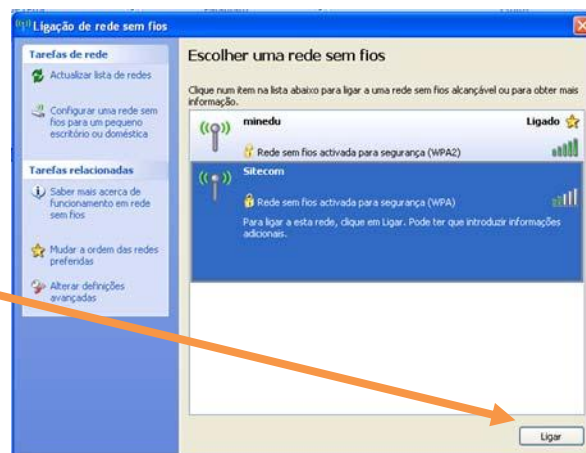 Ligação de rede sem fios
Tarefas de rede
Actualizar lista de redes
Configurar uma rede sem
fios para um pequeno
escritório ou doméstica
Tarefas relacionadas
Saber mais acerca de
funcionamento em rede
sem fios
Mudar a ordem das redes
preferidas
Alterar definições
avançadas
Escolher uma rede sem fios
Clique num item na lista abaixo para ligar a uma rede sem fios alcançável ou para obter mais
informação.
minedu
Ligado
Rede sem fios activada para segurança (WPA2)
Sitecom
Rede sem fios activada para segurança (WPA)
Para ligar a esta rede, clique em Ligar. Pode ter que introduzir informações
adicionais.
Ligar